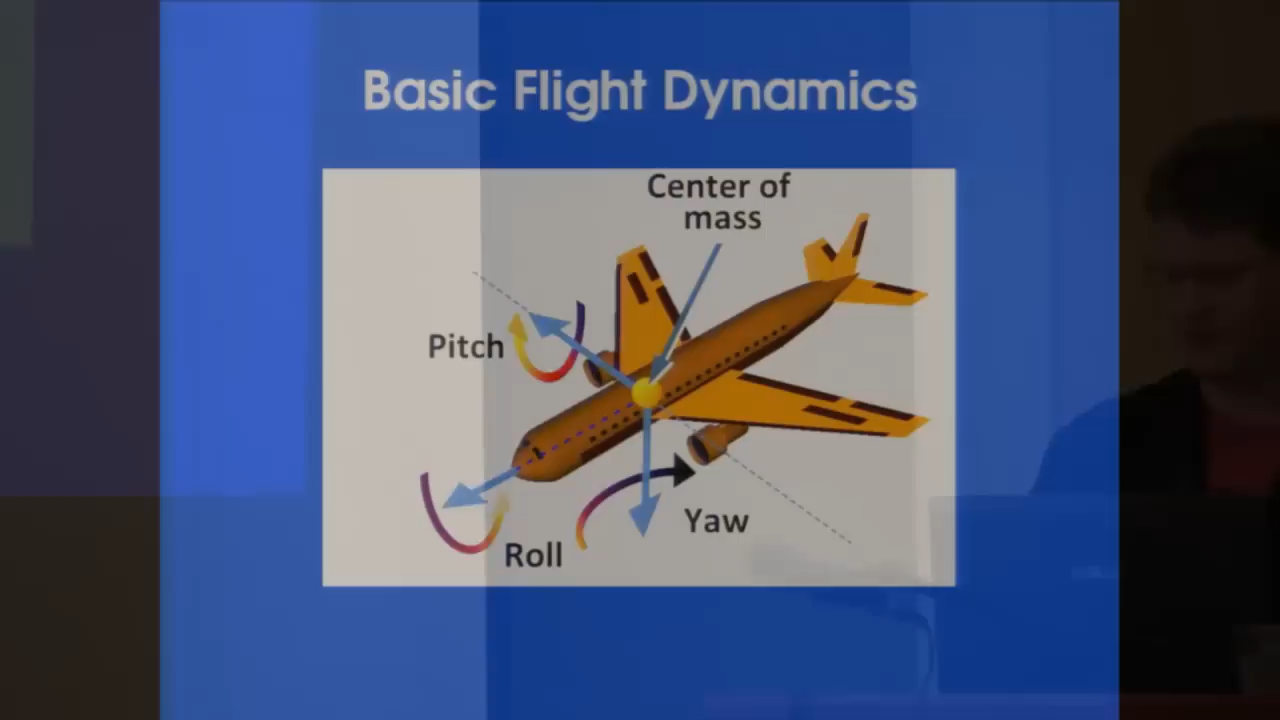 Basic Flight Dynamics
Center of
mass
Pitch
Yaw
Roll